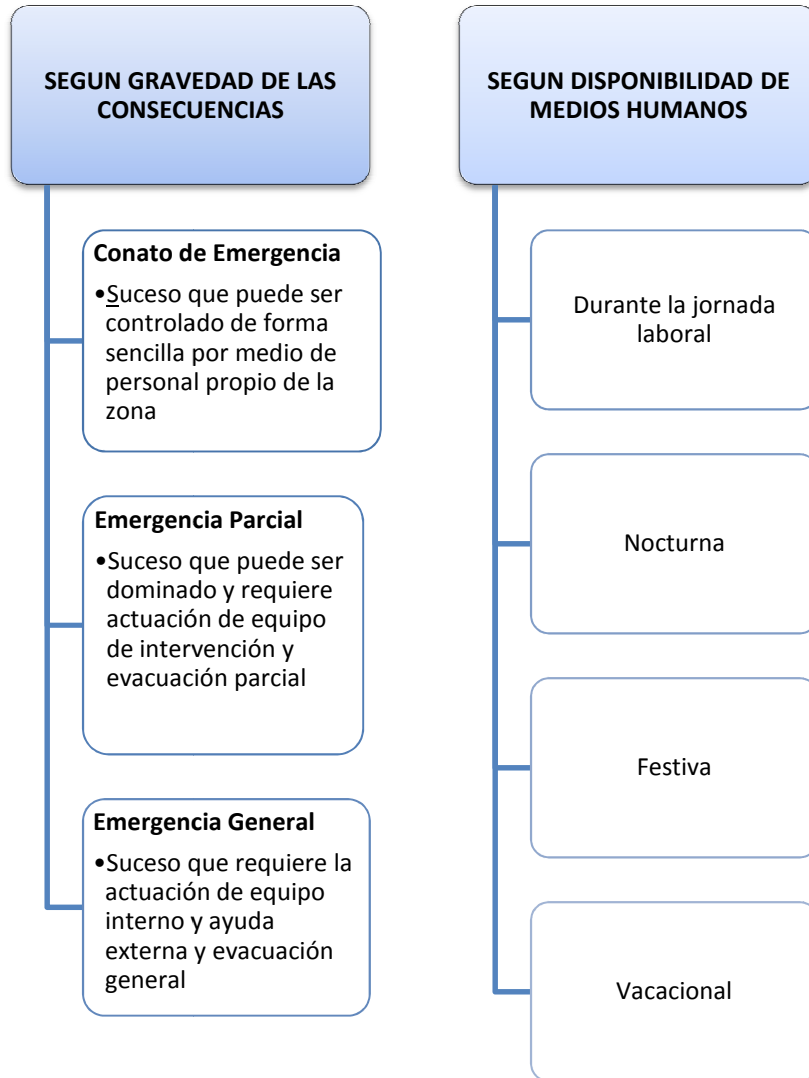 SEGUN GRAVEDAD DE LAS
CONSECUENCIAS
Conato de Emergencia
•Suceso que puede ser
controlado de forma
sencilla por medio de
personal propio de la
zona
Emergencia Parcial
•Suceso que puede ser
dominado y requiere
actuación de equipo
de intervención y
evacuación parcial
Emergencia General
•Suceso que requiere la
actuación de equipo
interno y ayuda
externa y evacuación
general
SEGUN DISPONIBILIDAD DE
MEDIOS HUMANOS
Durante la jornada
laboral
Nocturna
Festiva
Vacacional